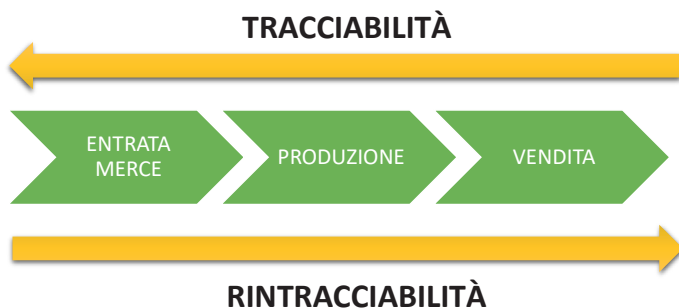 TRACCIABILITÀ
ENTRATA
MERCE
PRODUZIONE
VENDITA
RINTRACCIABILITÀ